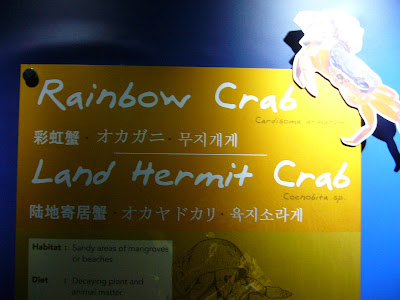 Rainbow Crab
Cardisoma armatum
彩虹蟹 · オカガニ · 무지개게
Land Hermit Crab
Coenobita sp.
陆地寄居蟹 · オカヤドカリ · 육지소라게
Habitat : Sandy areas of mangroves
or beaches
Diet : Deceying plant and
animal matter